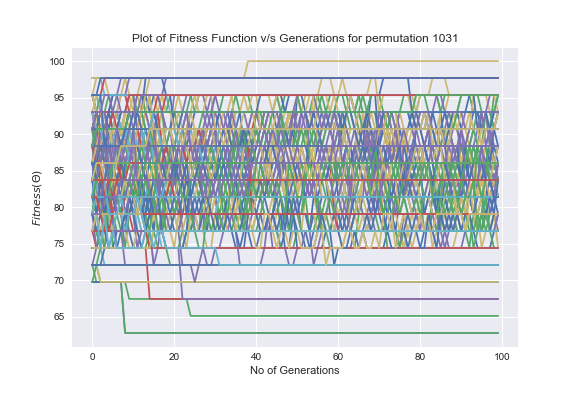 Plot of Fitness Function v/s Generations for permutation 1031
100
95
90
85
80
75
70
65
Fitness(Θ)
0 20 40 60 80 100
No of Generations